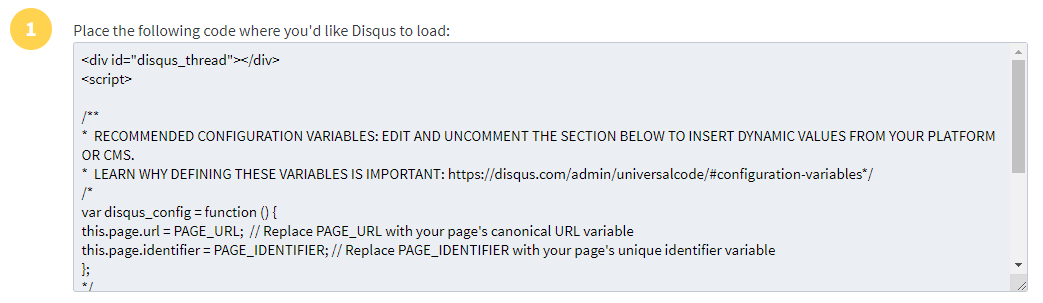 1
Place the following code where you'd like Disqus to load:
<div id="disqus_thread"></div>
<script>
/**
* RECOMMENDED CONFIGURATION VARIABLES: EDIT AND UNCOMMENT THE SECTION BELOW TO INSERT DYNAMIC VALUES FROM YOUR PLATFORM
OR CMS.
* LEARN WHY DEFINING THESE VARIABLES IS IMPORTANT: https://disqus.com/admin/universalcode/#configuration-variables*/
/*
var disqus_config = function () {
this.page.url = PAGE_URL; // Replace PAGE_URL with your page's canonical URL variable
this.page.identifier = PAGE_IDENTIFIER; // Replace PAGE_IDENTIFIER with your page's unique identifier variable
};
*/